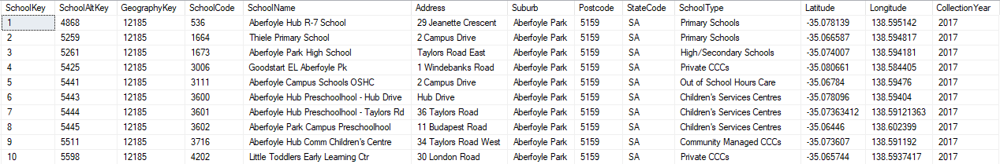 SchoolKey SchoolAltKey GeographyKey SchoolCode SchoolName Address Suburb Postcode StateCode SchoolType Latitude Longitude CollectionYear
1 4868 12185 536 Aberfoyle Hub R-7 School 29 Jeanette Crescent Aberfoyle Park 5159 SA Primary Schools -35.078139 138.595142 2017
2 5259 12185 1664 Thiele Primary School 2 Campus Drive Aberfoyle Park 5159 SA Primary Schools -35.066587 138.594817 2017
3 5261 12185 1673 Aberfoyle Park High School Taylors Road East Aberfoyle Park 5159 SA High/Secondary Schools -35.074007 138.594181 2017
4 5425 12185 3006 Goodstart EL Aberfoyle Pk 1 Windebanks Road Aberfoyle Park 5159 SA Private CCCs -35.080661 138.584405 2017
5 5441 12185 3111 Aberfoyle Campus Schools OSHC 2 Campus Drive Aberfoyle Park 5159 SA Out of School Hours Care -35.06784 138.59476 2017
6 5443 12185 3600 Aberfoyle Hub Preschoolhool - Hub Drive Hub Drive Aberfoyle Park 5159 SA Children's Services Centres -35.078096 138.59404 2017
7 5444 12185 3601 Aberfoyle Hub Preschoolhool - Taylors Rd 36 Taylors Road Aberfoyle Park 5159 SA Children's Services Centres -35.07363412 138.59121363 2017
8 5445 12185 3602 Aberfoyle Park Campus Preschoolhool 11 Budapest Road Aberfoyle Park 5159 SA Children's Services Centres -35.06446 138.602399 2017
9 5511 12185 3716 Aberfoyle Hub Comm Children's Centre 34 Taylors Road West Aberfoyle Park 5159 SA Community Managed CCCs -35.073607 138.591192 2017
10 5598 12185 4202 Little Toddlers Early Learning Ctr 30 London Road Aberfoyle Park 5159 SA Private CCCs -35.065744 138.5937417 2017